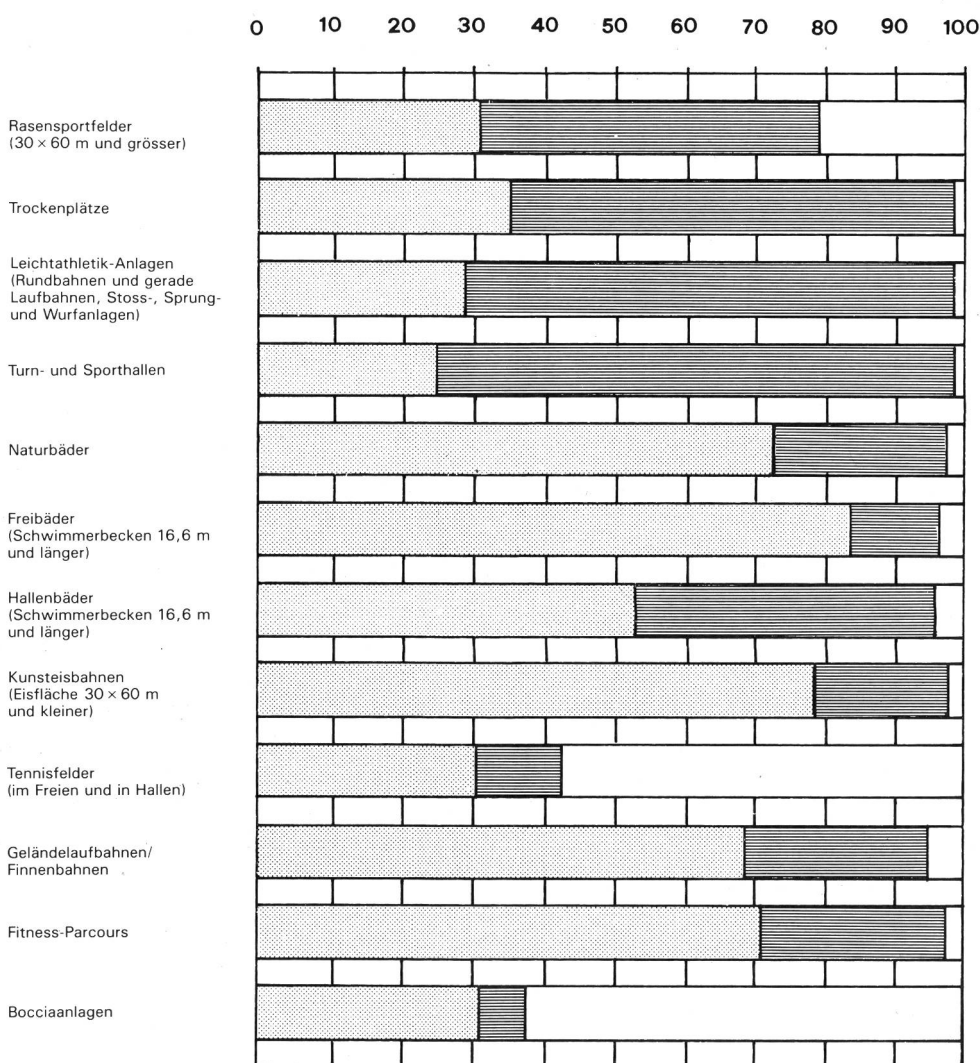 0 10 20 30 40 50 60 70 80 90 100
Rasensportfelder
(30 × 60 m und grösser)
Trockenplätze
Leichtathletik-Anlagen
(Rundbahnen und gerade
Laufbahnen, Stoss-, Sprung-
und Wurfanlagen)
Turn- und Sporthallen
Naturbäder
Freibäder
(Schwimmerbecken 16,6 m
und länger)
Hallenbäder
(Schwimmerbecken 16,6 m
und länger)
Kunsteisbahnen
(Eisfläche 30 × 60 m
und kleiner)
Tennisfelder
(im Freien und in Hallen)
Geländelaufbahnen/
Finnenbahnen
Fitness-Parcours
Bocciaanlagen